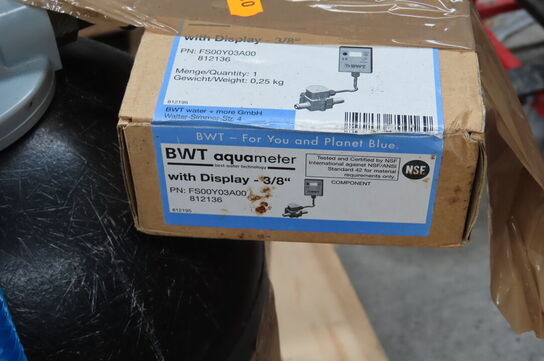 with Display - 3/8"
PN: FS00Y03A00
812136
BWT
Menge/Quantity: 1
Gewicht/Weight: 0,25 kg
812195
BWT water + more GmbH
Walter-Simmer-Str. 4
BWT – For You and Planet Blue.
BWT aquameter
best water technology
with Display - 3/8"
PN: FS00Y03A00
812136
812195
Tested and Certified by NSF
International against NSF/ANSI
Standard 42 for material
requirements only.
NSF
COMPONENT